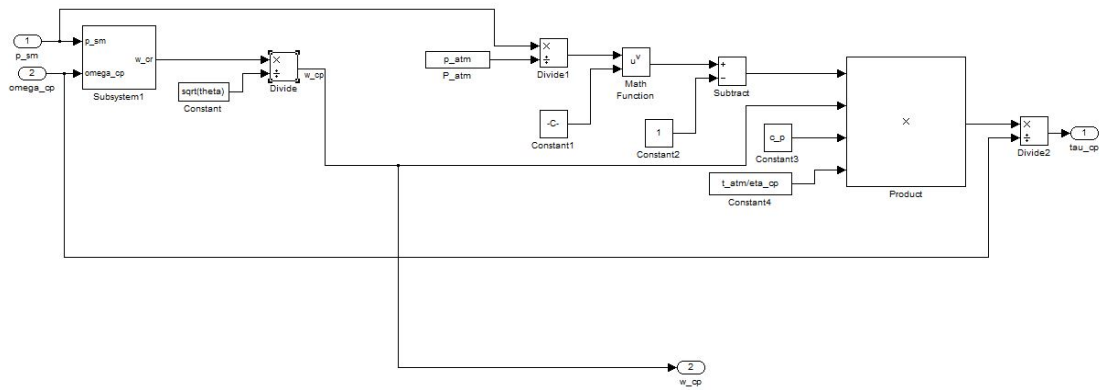 1
p_sm
2
omega_cp
p_sm
omega_cp
w_cr
Subsystem1
sqrt(theta)
Constant
×
÷
Divide
w_cp
p_atm
P_atm
×
÷
Divide1
-C-
Constant1
u^v
Math
Function
1
Constant2
+
−
Subtract
c_p
Constant3
t_atm/eta_cp
Constant4
×
Product
×
÷
Divide2
1
tau_cp
2
w_cp